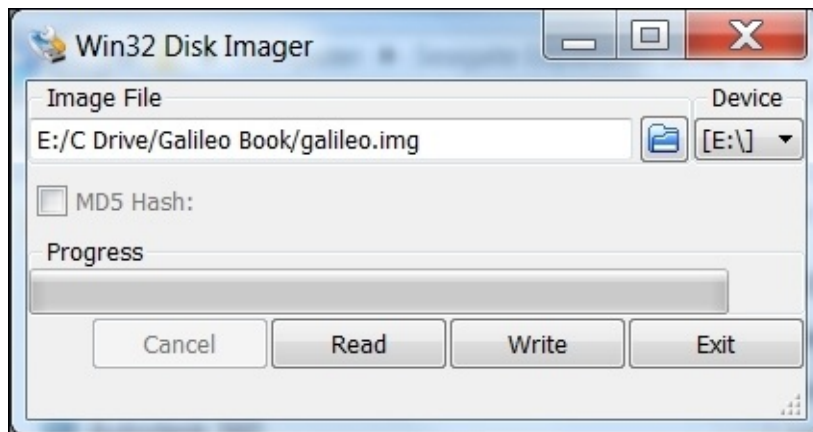 Win32 Disk Imager
Image File
Device
E:/C Drive/Galileo Book/galileo.img
[E:\]
MD5 Hash:
Progress
Cancel
Read
Write
Exit